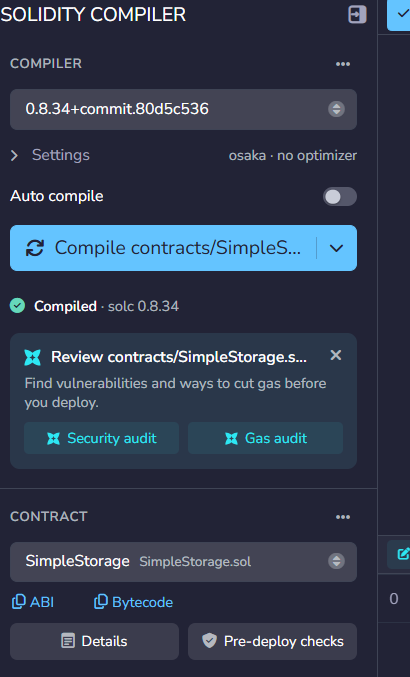 SOLIDITY COMPILER
COMPILER
0.8.34+commit.80d5c536
Settings osaka · no optimizer
Auto compile
Compile contracts/SimpleS...
Compiled · solc 0.8.34
Review contracts/SimpleStorage.s...
Find vulnerabilities and ways to cut gas before
you deploy.
Security audit Gas audit
CONTRACT
SimpleStorage SimpleStorage.sol
ABI Bytecode
0
Details Pre-deploy checks